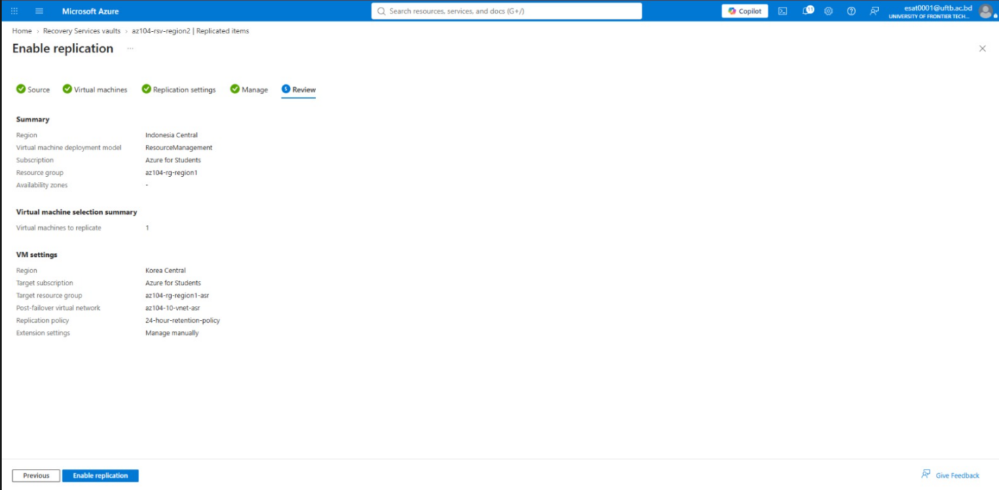 Microsoft Azure
Search resources, services, and docs (G+/)
Copilot
11
esat0001@uftb.ac.bd
UNIVERSITY OF FRONTIER TECH...
Home > Recovery Services vaults > az104-rsv-region2 | Replicated items
Enable replication ...
Source
Virtual machines
Replication settings
Manage
5 Review
Summary
Region Indonesia Central
Virtual machine deployment model ResourceManagement
Subscription Azure for Students
Resource group az104-rg-region1
Availability zones -
Virtual machine selection summary
Virtual machines to replicate 1
VM settings
Region Korea Central
Target subscription Azure for Students
Target resource group az104-rg-region1-asr
Post-failover virtual network az104-10-vnet-asr
Replication policy 24-hour-retention-policy
Extension settings Manage manually
Previous
Enable replication
Give Feedback